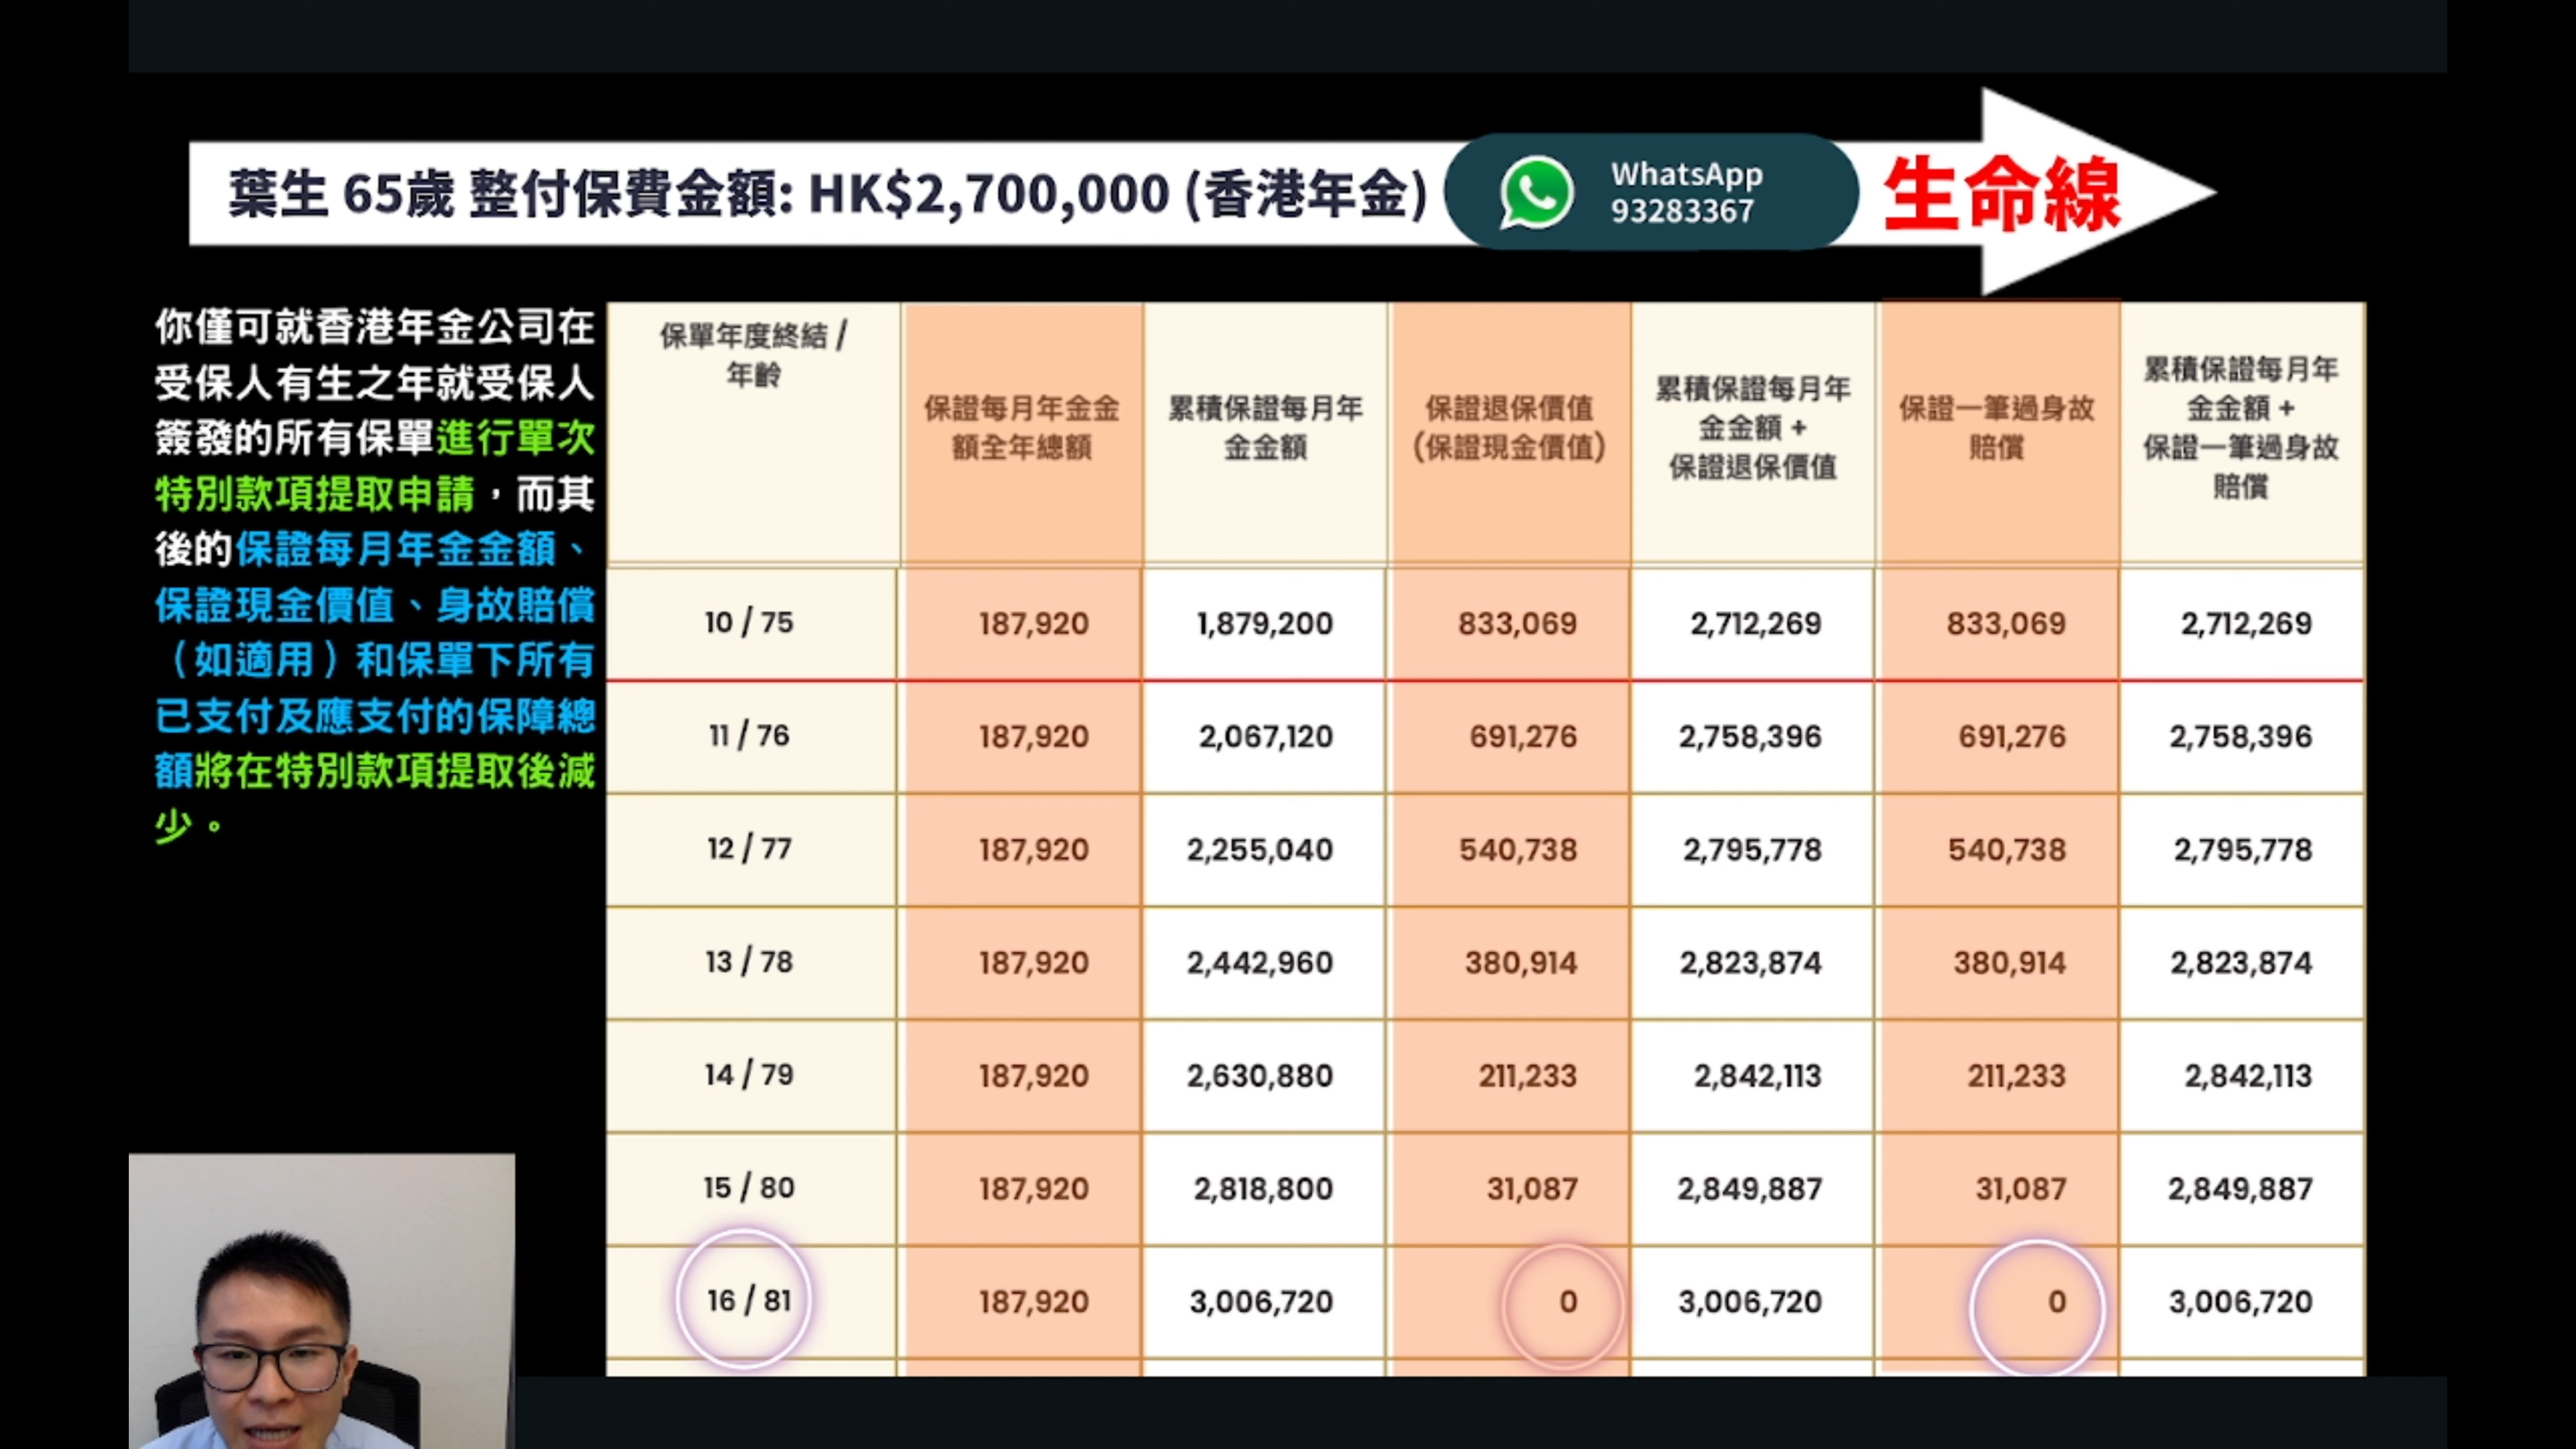 葉生 65歲 整付保費金額: HK$2,700,000 (香港年金)
WhatsApp
93283367
生命線
你僅可就香港年金公司在
受保人有生之年就受保人
簽發的所有保單進行單次
特別款項提取申請，而其
後的保證每月年金金額、
保證現金價值、身故賠償
（如適用）和保單下所有
已支付及應支付的保障總
額將在特別款項提取後減
少。
保單年度終結 /
年齡
保證每月年金金
額全年總額
累積保證每月年
金金額
保證退保價值
(保證現金價值)
累積保證每月年
金金額 +
保證退保價值
保證一筆過身故
賠償
累積保證每月年
金金額 +
保證一筆過身故
賠償
10 / 75 187,920 1,879,200 833,069 2,712,269 833,069 2,712,269
11 / 76 187,920 2,067,120 691,276 2,758,396 691,276 2,758,396
12 / 77 187,920 2,255,040 540,738 2,795,778 540,738 2,795,778
13 / 78 187,920 2,442,960 380,914 2,823,874 380,914 2,823,874
14 / 79 187,920 2,630,880 211,233 2,842,113 211,233 2,842,113
15 / 80 187,920 2,818,800 31,087 2,849,887 31,087 2,849,887
16 / 81 187,920 3,006,720 0 3,006,720 0 3,006,720